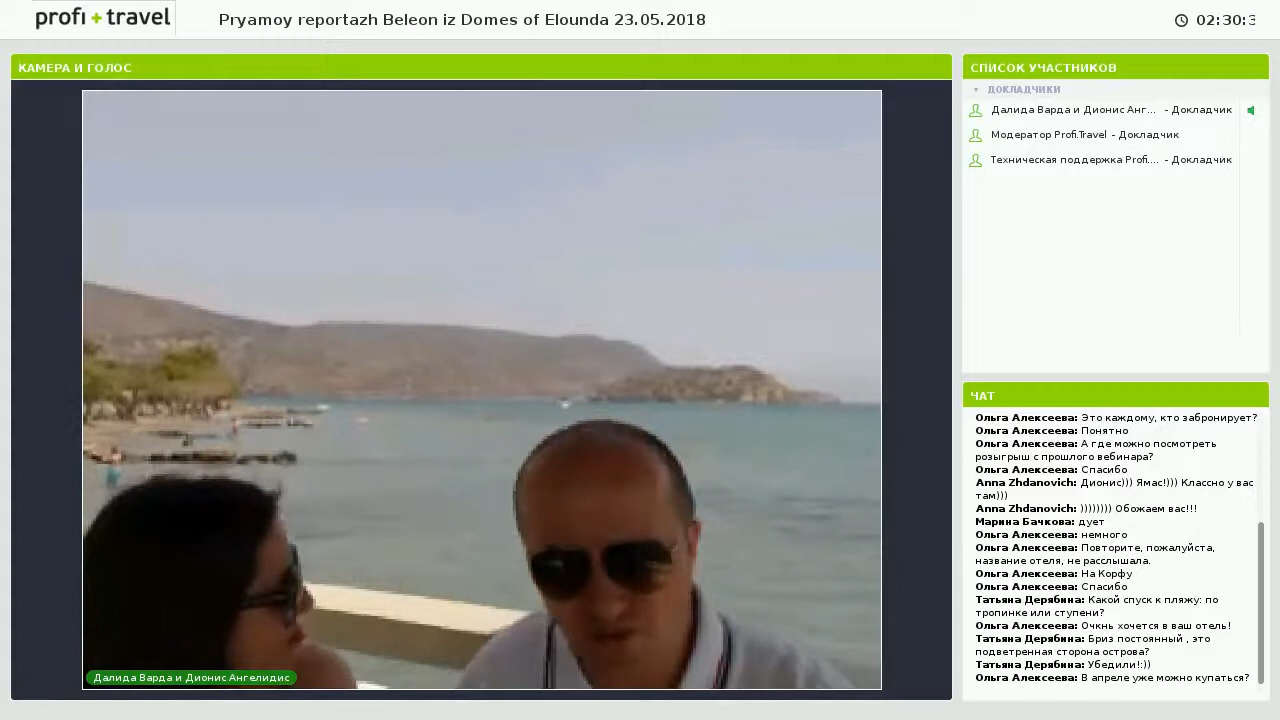 profi + travel
Pryamoy reportazh Beleon iz Domes of Elounda 23.05.2018
02:30:3
КАМЕРА И ГОЛОС
Далида Варда и Дионис Ангелидис
СПИСОК УЧАСТНИКОВ
ДОКЛАДЧИКИ
Далида Варда и Дионис Анг... - Докладчик
Модератор Profi.Travel - Докладчик
Техническая поддержка Profi.... - Докладчик
ЧАТ
Ольга Алексеева: Это каждому, кто забронирует?
Ольга Алексеева: Понятно
Ольга Алексеева: А где можно посмотреть
розыгрыш с прошлого вебинара?
Ольга Алексеева: Спасибо
Anna Zhdanovich: Дионис))) Ямас!))) Классно у вас
там)))
Anna Zhdanovich: )))))))) Обожаем вас!!!
Марина Бачкова: дует
Ольга Алексеева: немного
Ольга Алексеева: Повторите, пожалуйста,
название отеля, не расслышала.
Ольга Алексеева: На Корфу
Ольга Алексеева: Спасибо
Татьяна Дерябина: Какой спуск к пляжу: по
тропинке или ступени?
Ольга Алексеева: Очкнь хочется в ваш отель!
Татьяна Дерябина: Бриз постоянный , это
подветренная сторона острова?
Татьяна Дерябина: Убедили!:))
Ольга Алексеева: В апреле уже можно купаться?